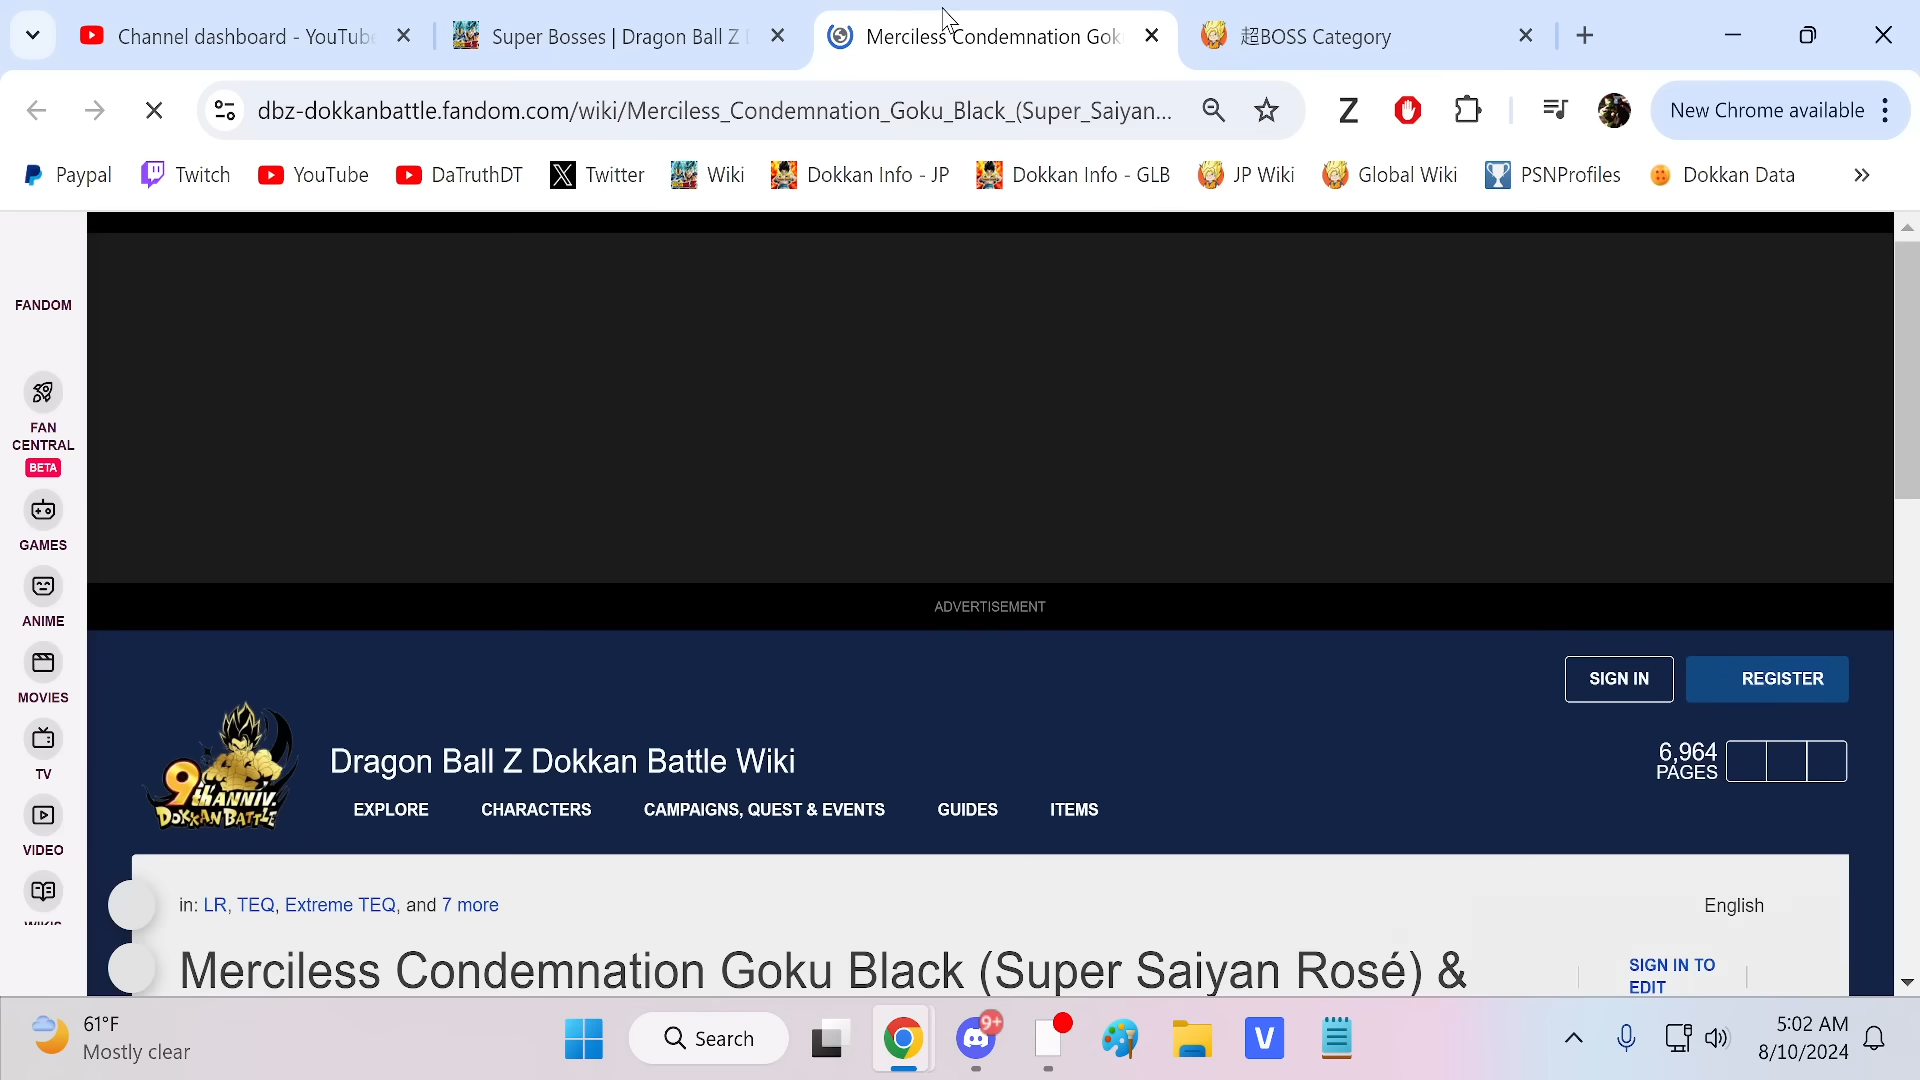 Channel dashboard - YouTube
Super Bosses | Dragon Ball Z
Merciless Condemnation Gok
超BOSS Category
dbz-dokkanbattle.fandom.com/wiki/Merciless_Condemnation_Goku_Black_(Super_Saiyan...
Z
New Chrome available
Paypal
Twitch
YouTube
DaTruthDT
Twitter
Wiki
Dokkan Info - JP
Dokkan Info - GLB
JP Wiki
Global Wiki
PSNProfiles
Dokkan Data
FANDOM
FAN
CENTRAL
BETA
GAMES
ANIME
MOVIES
TV
VIDEO
WIKIS
ADVERTISEMENT
SIGN IN
REGISTER
9thANNIV.
DOKKAN BATTLE
Dragon Ball Z Dokkan Battle Wiki
6,964
PAGES
EXPLORE
CHARACTERS
CAMPAIGNS, QUEST & EVENTS
GUIDES
ITEMS
in: LR, TEQ, Extreme TEQ, and 7 more
English
Merciless Condemnation Goku Black (Super Saiyan Rosé) &
SIGN IN TO
EDIT
61°F
Mostly clear
Search
9+
V
5:02 AM
8/10/2024